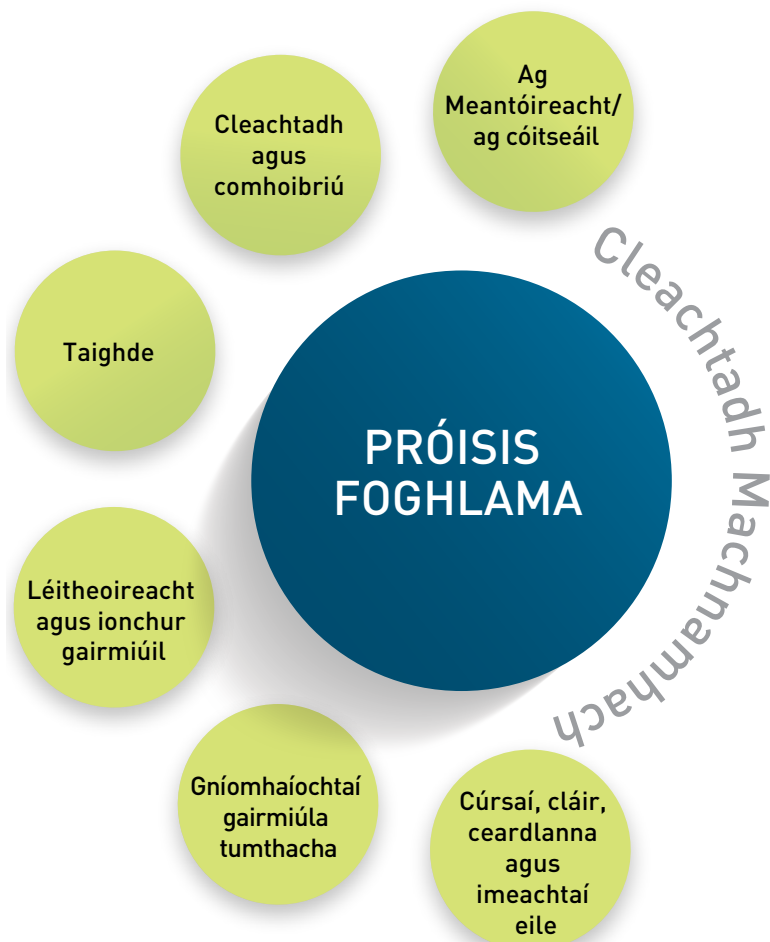 Ag
Meantóireacht/
ag cóitseáil
Cleachtadh
agus
comhoibriú
Taighde
Léitheoireacht
agus ionchur
gairmiúil
Gníomhaíochtaí
gairmiúla
tumthacha
Cúrsaí, cláir,
ceardlanna
agus
imeachtaí
eile
PRÓISIS
FOGHLAMA
Cleachtadh Machnamhach